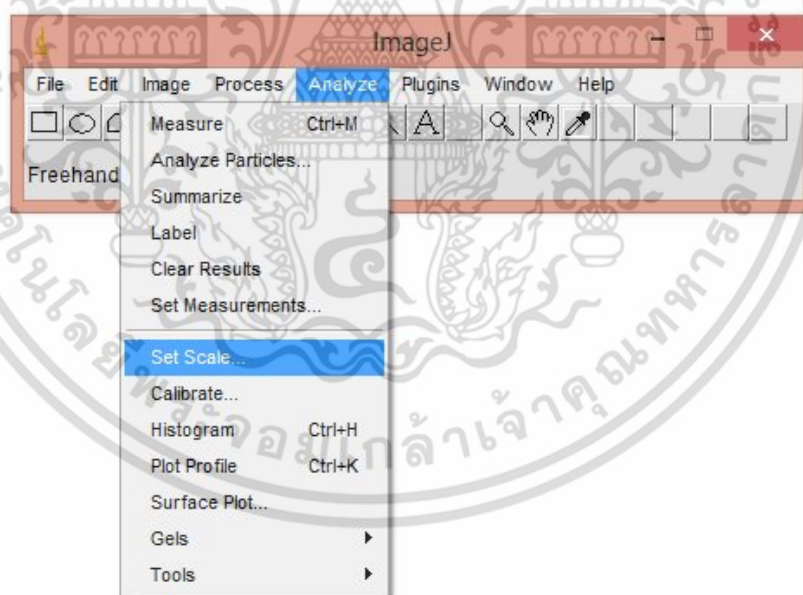 ImageJ
File Edit Image Process Analyze Plugins Window Help
Freehand
Measure Ctrl+M
Analyze Particles...
Summarize
Label
Clear Results
Set Measurements...
Set Scale...
Calibrate...
Histogram Ctrl+H
Plot Profile Ctrl+K
Surface Plot...
Gels
Tools